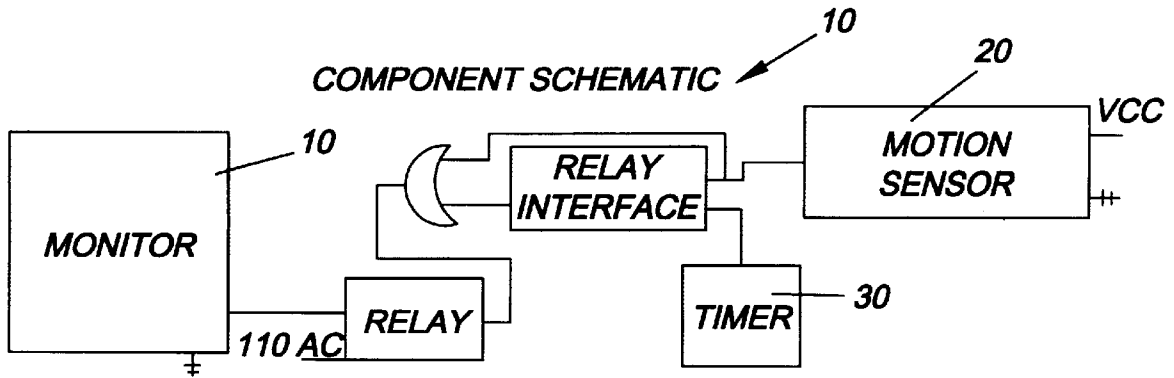 10
COMPONENT SCHEMATIC
20
VCC
10
MONITOR
RELAY
INTERFACE
MOTION
SENSOR
110 AC
RELAY
TIMER
30